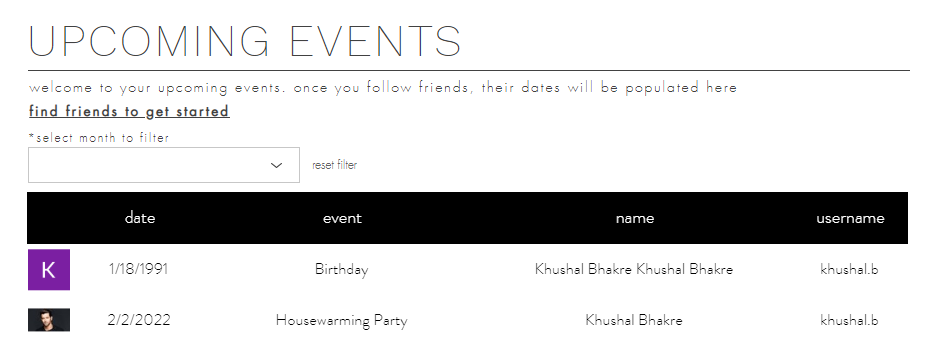 UPCOMING EVENTS
welcome to your upcoming events. once you follow friends, their dates will be populated here
find friends to get started
*select month to filter
reset filter
date event name username
K 1/18/1991 Birthday Khushal Bhakre Khushal Bhakre khushal.b
2/2/2022 Housewarming Party Khushal Bhakre khushal.b